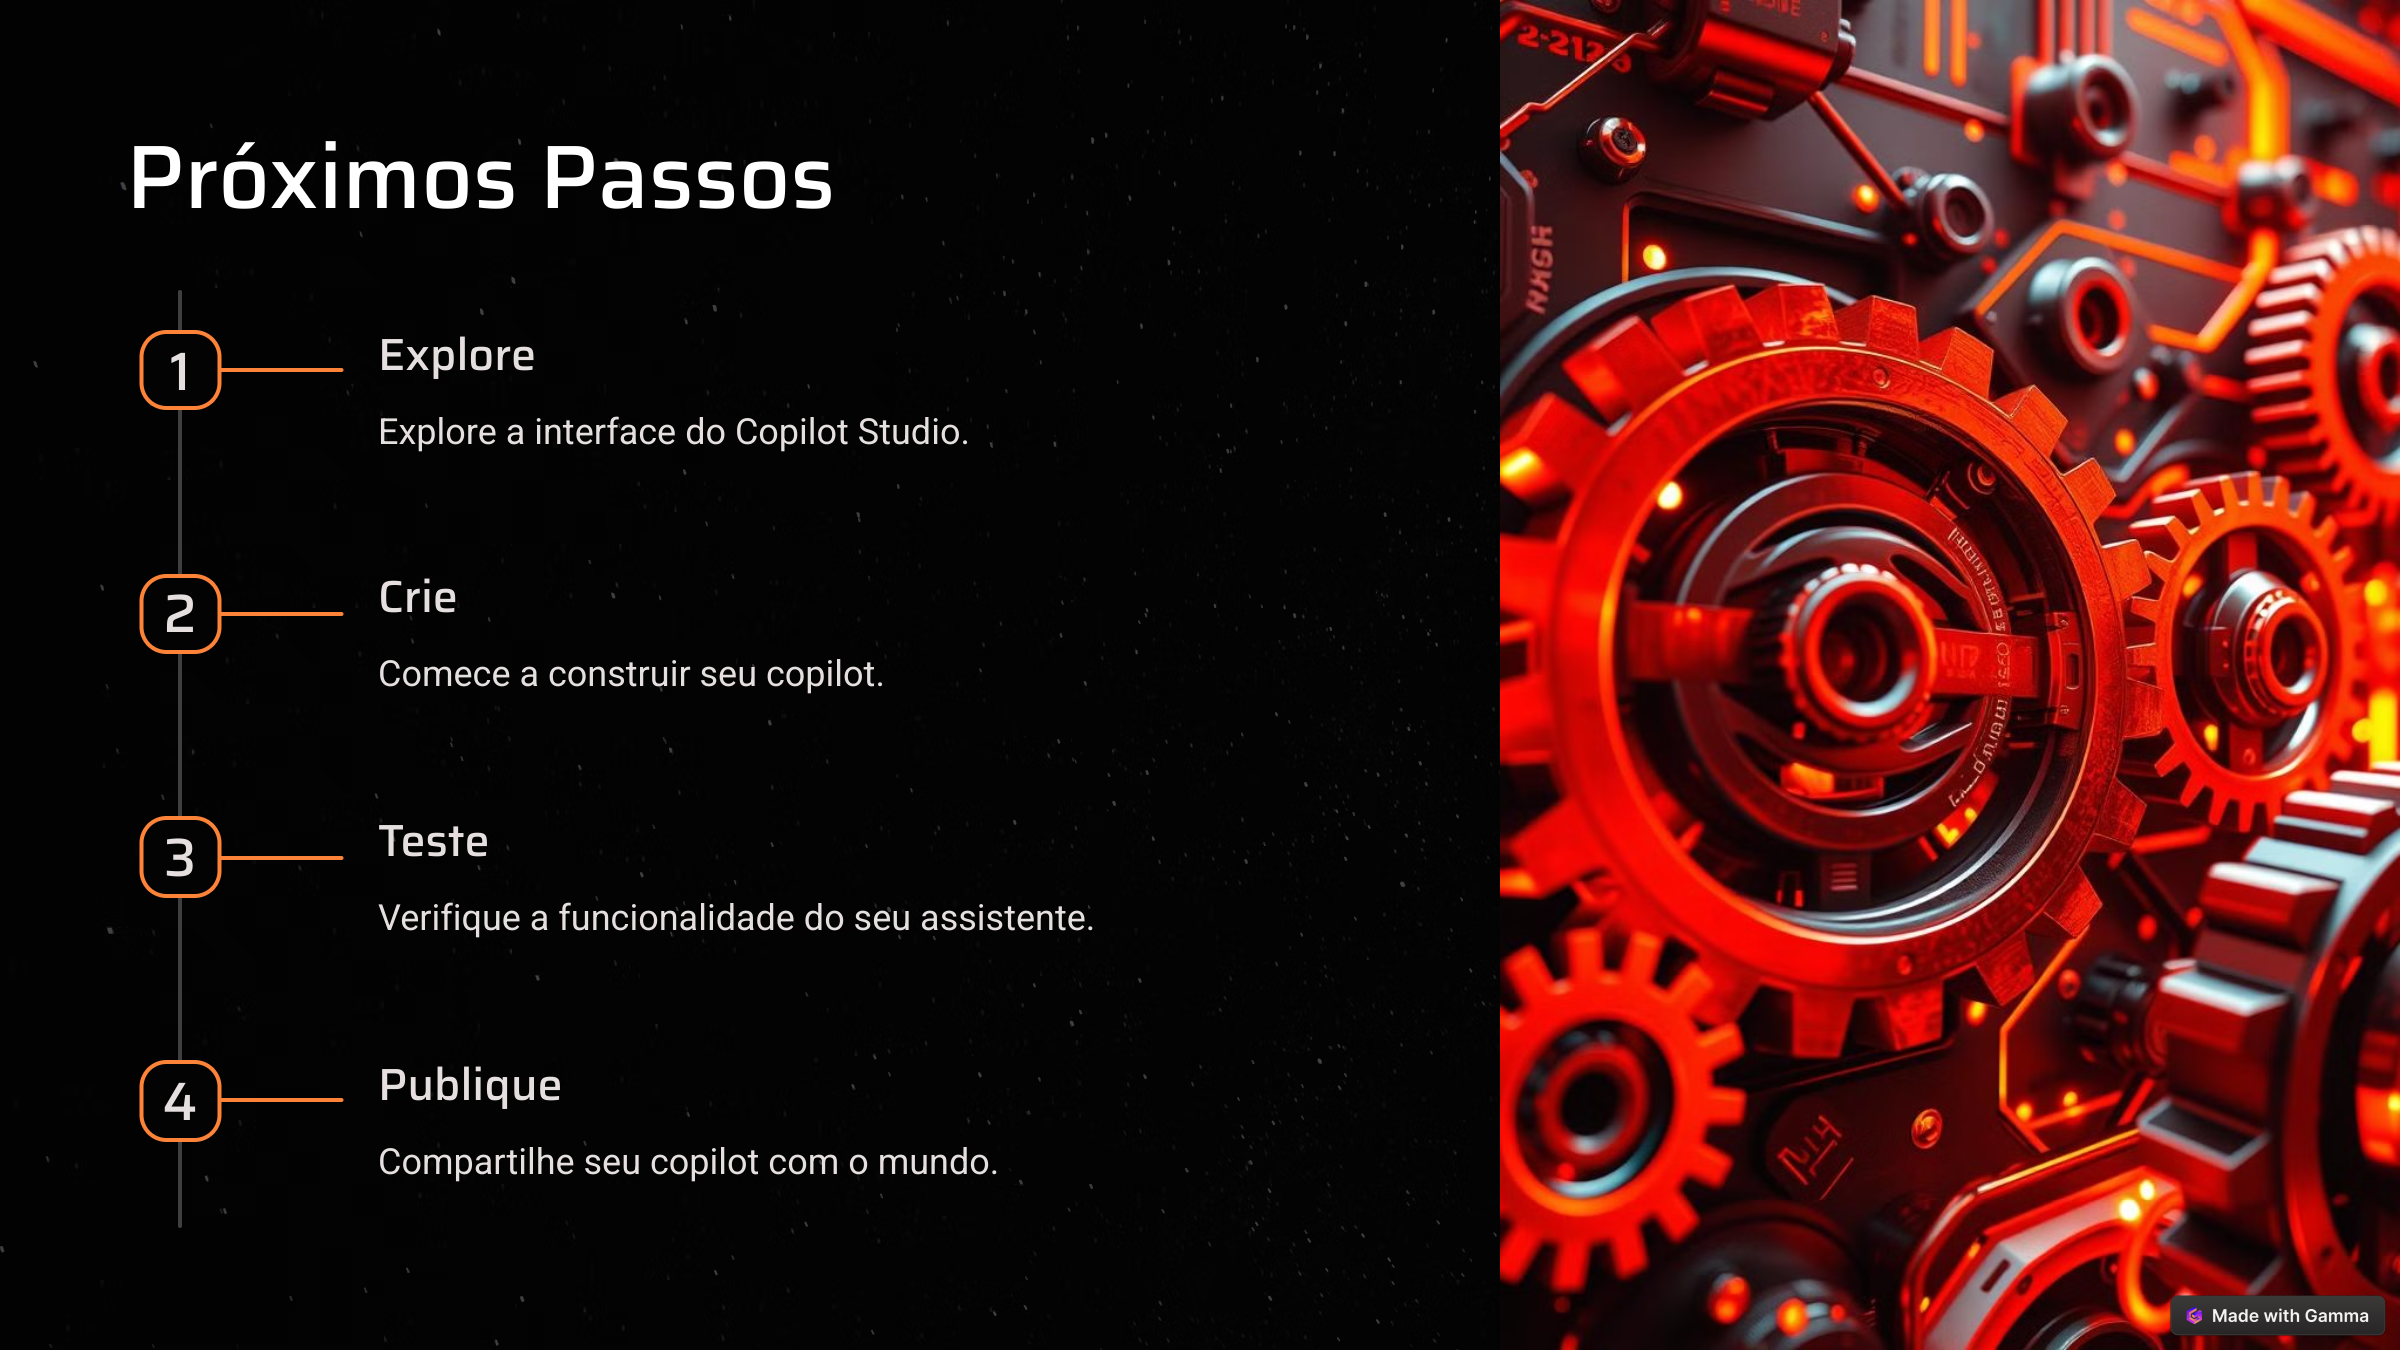 Próximos Passos
1
Explore
Explore a interface do Copilot Studio.
2
Crie
Comece a construir seu copilot.
3
Teste
Verifique a funcionalidade do seu assistente.
4
Publique
Compartilhe seu copilot com o mundo.
Made with Gamma